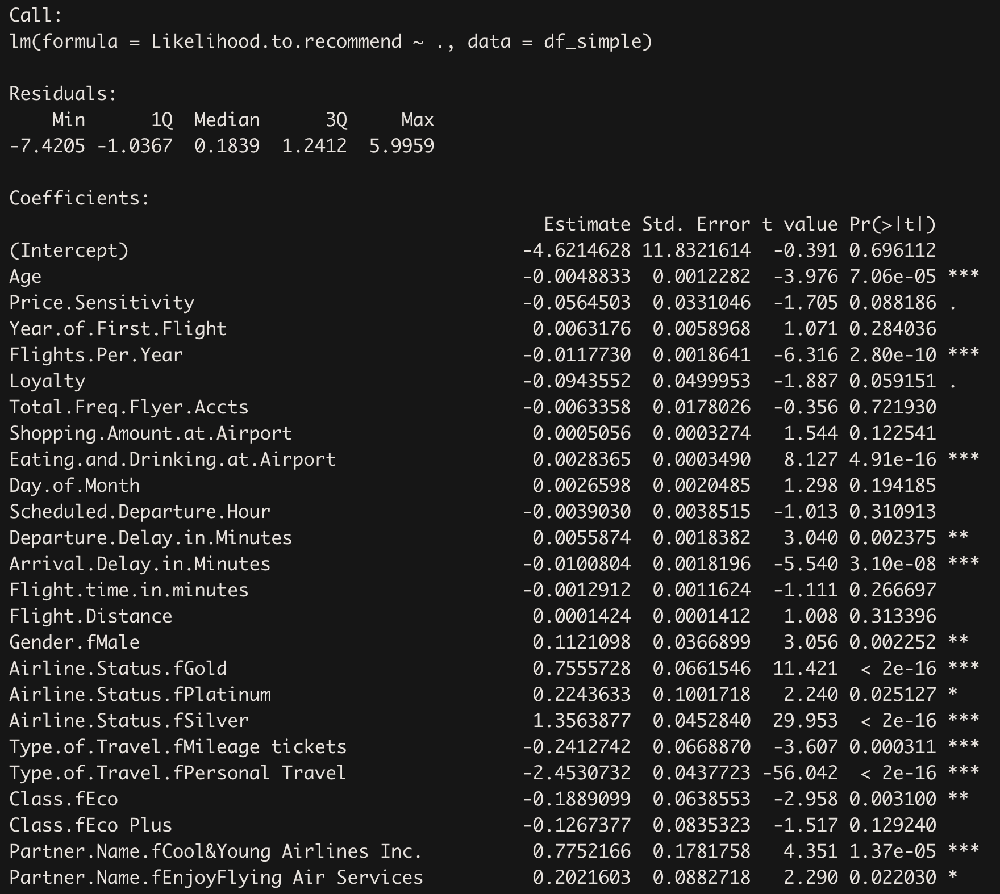 Call:
lm(formula = Likelihood.to.recommend ~ ., data = df_simple)
Residuals:
Min 1Q Median 3Q Max
-7.4205 -1.0367 0.1839 1.2412 5.9959
Coefficients:
Estimate Std. Error t value Pr(>|t|)
(Intercept) -4.6214628 11.8321614 -0.391 0.696112
Age -0.0048833 0.0012282 -3.976 7.06e-05 ***
Price.Sensitivity -0.0564503 0.0331046 -1.705 0.088186 .
Year.of.First.Flight 0.0063176 0.0058968 1.071 0.284036
Flights.Per.Year -0.0117730 0.0018641 -6.316 2.80e-10 ***
Loyalty -0.0943552 0.0499953 -1.887 0.059151 .
Total.Freq.Flyer.Accts -0.0063358 0.0178026 -0.356 0.721930
Shopping.Amount.at.Airport 0.0005056 0.0003274 1.544 0.122541
Eating.and.Drinking.at.Airport 0.0028365 0.0003490 8.127 4.91e-16 ***
Day.of.Month 0.0026598 0.0020485 1.298 0.194185
Scheduled.Departure.Hour -0.0039030 0.0038515 -1.013 0.310913
Departure.Delay.in.Minutes 0.0055874 0.0018382 3.040 0.002375 **
Arrival.Delay.in.Minutes -0.0100804 0.0018196 -5.540 3.10e-08 ***
Flight.time.in.minutes -0.0012912 0.0011624 -1.111 0.266697
Flight.Distance 0.0001424 0.0001412 1.008 0.313396
Gender.fMale 0.1121098 0.0366899 3.056 0.002252 **
Airline.Status.fGold 0.7555728 0.0661546 11.421 < 2e-16 ***
Airline.Status.fPlatinum 0.2243633 0.1001718 2.240 0.025127 *
Airline.Status.fSilver 1.3563877 0.0452840 29.953 < 2e-16 ***
Type.of.Travel.fMileage tickets -0.2412742 0.0668870 -3.607 0.000311 ***
Type.of.Travel.fPersonal Travel -2.4530732 0.0437723 -56.042 < 2e-16 ***
Class.fEco -0.1889099 0.0638553 -2.958 0.003100 **
Class.fEco Plus -0.1267377 0.0835323 -1.517 0.129240
Partner.Name.fCool&Young Airlines Inc. 0.7752166 0.1781758 4.351 1.37e-05 ***
Partner.Name.fEnjoyFlying Air Services 0.2021603 0.0882718 2.290 0.022030 *